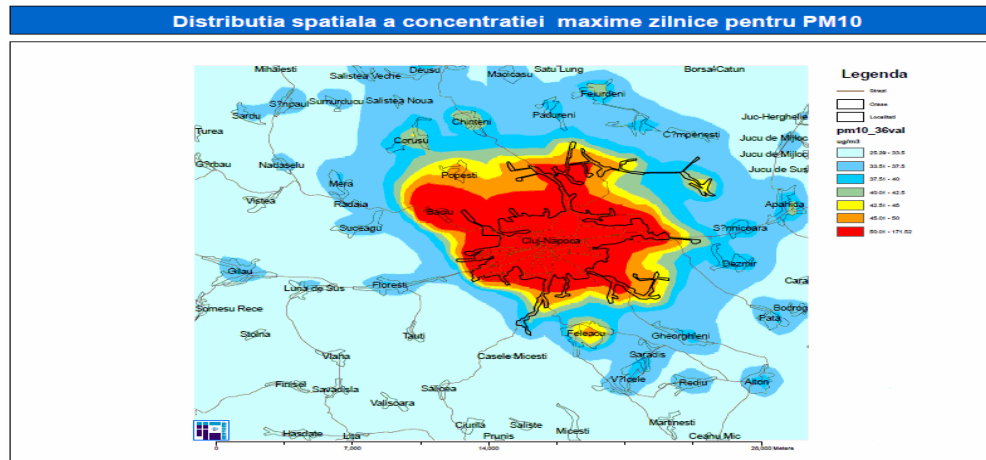 Distributia spatiala a concentratiei maxime zilnice pentru PM10
Mihălești
Salistea Veche
Deusu
Macicasu
Satu Lung
Borsa-Catun
Legenda
Strazi
Orase
Localitati
pm10_36val
ug/m3
25.29 - 33.5
33.51 - 37.5
37.51 - 40
40.01 - 42.5
42.51 - 45
45.01 - 50
50.01 - 171.52
S?npaul
Sumurducu
Salistea Noua
Feiurdeni
Sardu
Chinteni
Padureni
Juc-Herghelie
Turea
Corusu
C?mpenesti
Jucu de Mijloc
Jucu de Mijloc
G?rbau
Nadaselu
Popesti
Jucu de Sus
Mera
Vistea
Radaia
Baciu
Apahida
Suceagu
S?nnicoara
Cluj-Napoca
Dezmir
Gilau
Luna de Sus
Floresti
Cara
Somesu Rece
Bodrog
Pata
Stolna
Tauti
Feleacu
Gheorghieni
Vlaha
Casele Micesti
Saradis
V?lcele
Rediu
Aiton
Finisel
Savadisla
Salicea
Valisoara
Hasdate
Lita
Ciurila
Saliste
Prunis
Micesti
Martinesti
Ceanu Mic
0
7,000
14,000
28,000 Meters